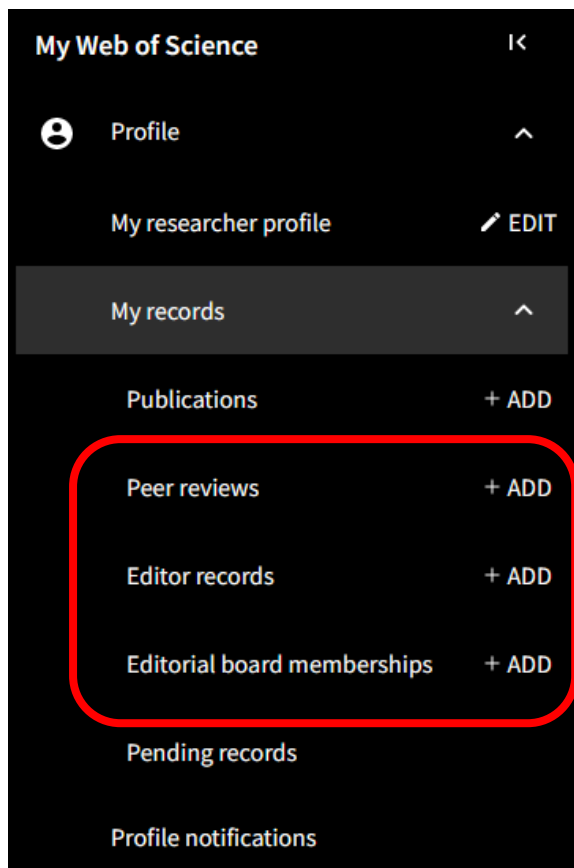 My Web of Science
Profile
My researcher profile EDIT
My records
Publications + ADD
Peer reviews + ADD
Editor records + ADD
Editorial board memberships + ADD
Pending records
Profile notifications